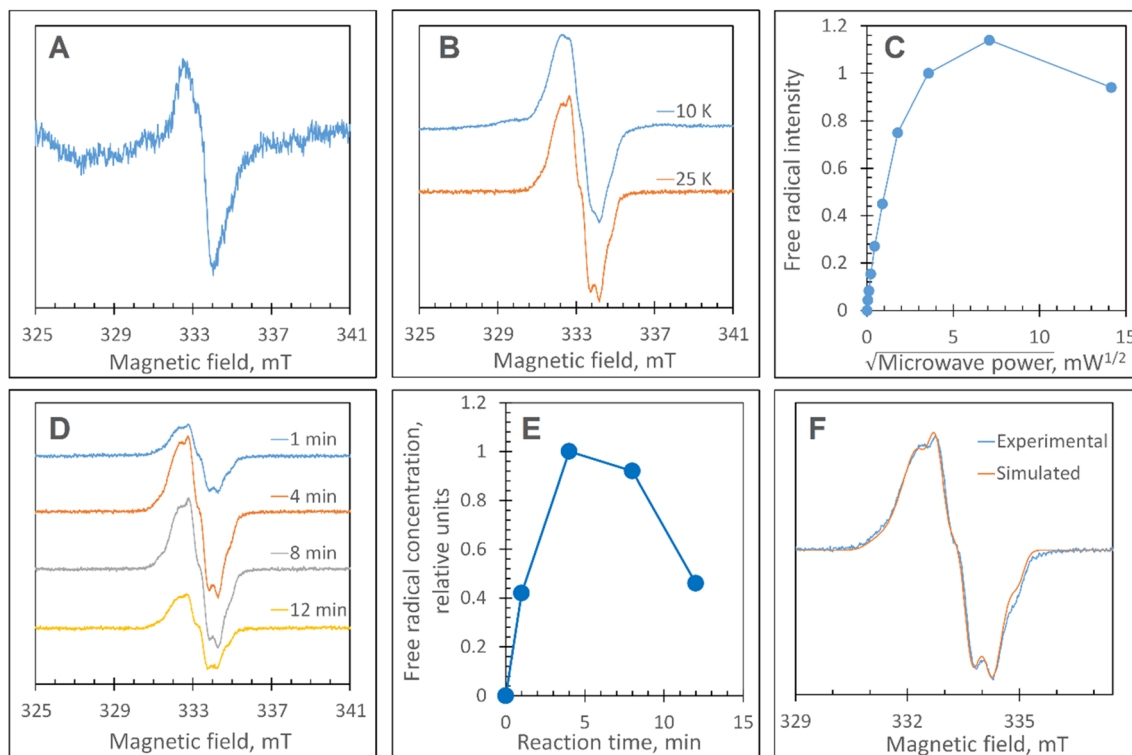 A
325 329 333 337 341
Magnetic field, mT
B
10 K
25 K
325 329 333 337 341
Magnetic field, mT
C
Free radical intensity
1.2
1
0.8
0.6
0.4
0.2
0
0 5 10 15
√Microwave power, mW1/2
D
1 min
4 min
8 min
12 min
325 329 333 337 341
Magnetic field, mT
E
Free radical concentration,
relative units
1.2
1
0.8
0.6
0.4
0.2
0
0 5 10 15
Reaction time, min
F
Experimental
Simulated
329 332 335
Magnetic field, mT